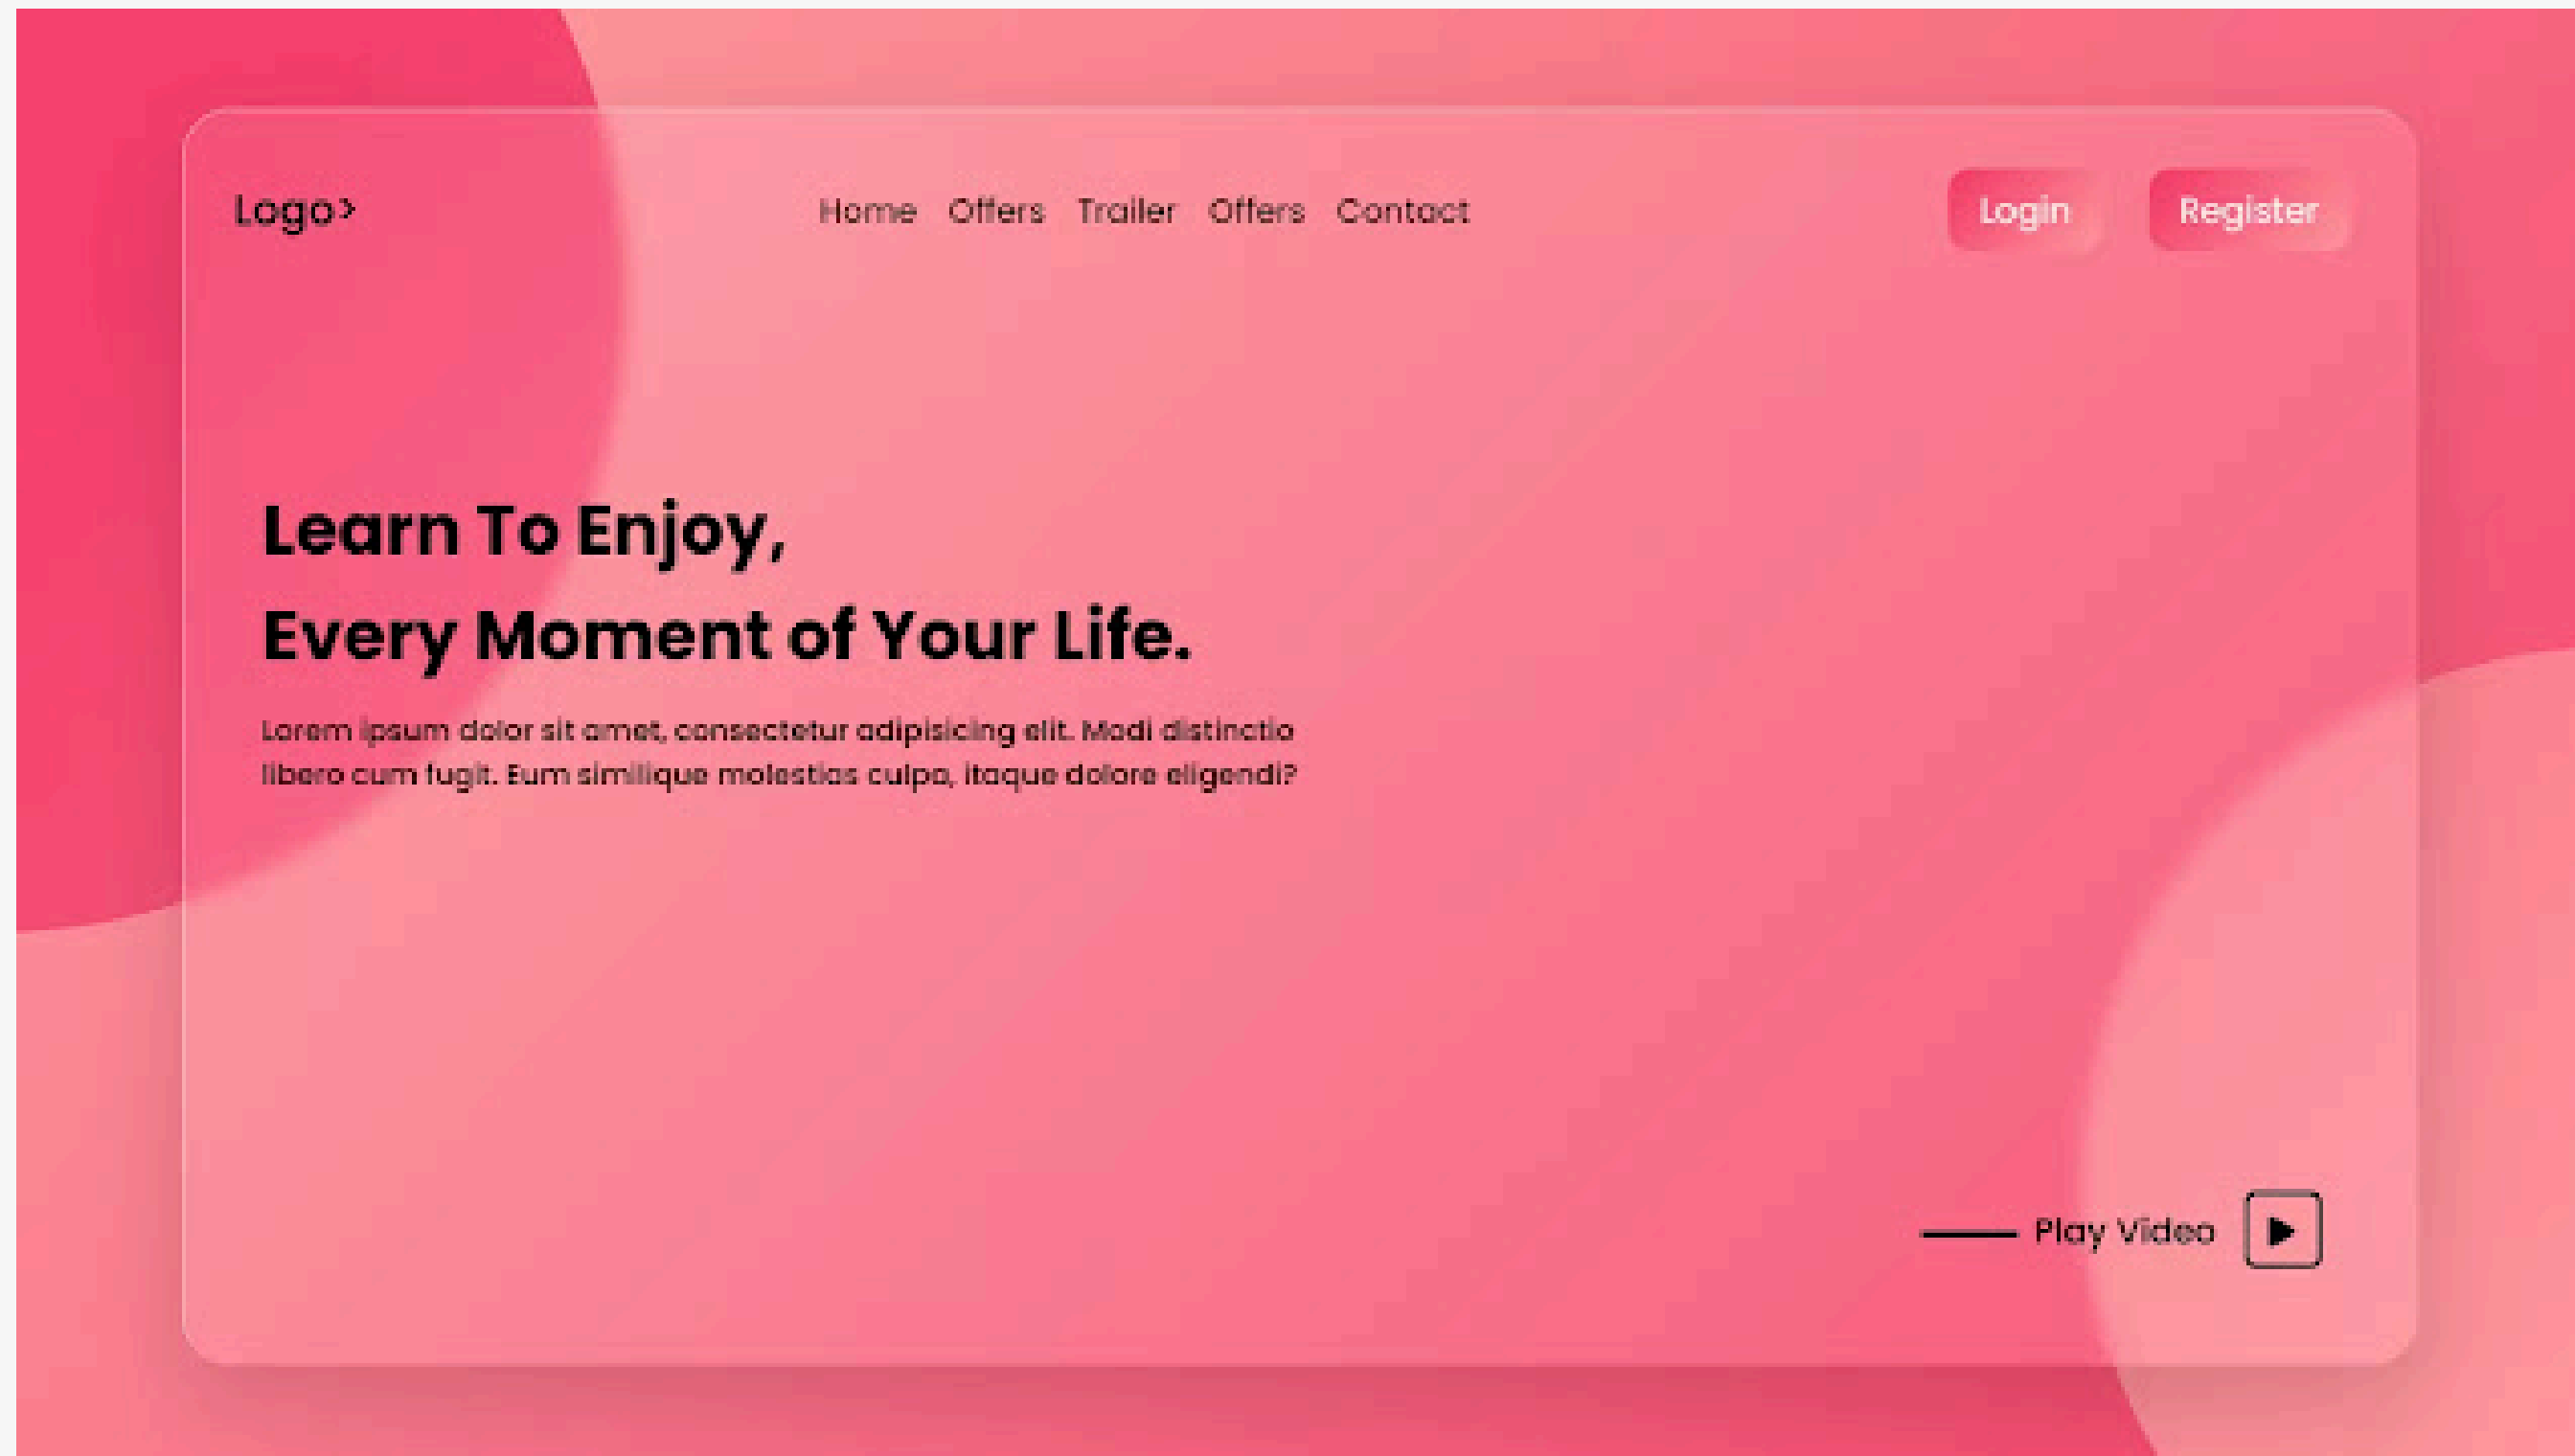 Logo>
Home Offers Trailer Offers Contact
Login Register
Learn To Enjoy,
Every Moment of Your Life.
Lorem ipsum dolor sit amet, consectetur adipisicing elit. Modi distinctio
libero cum fugit. Eum similique molestias culpa, itaque dolore eligendi?
Play Video